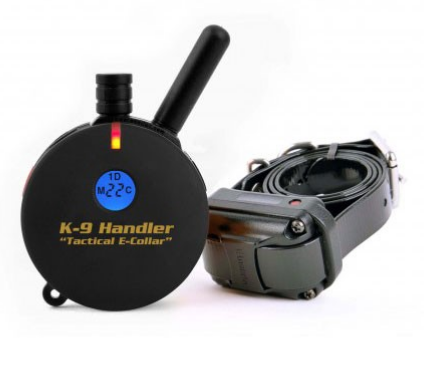 1D
M22C
K-9 Handler
"Tactical E-Collar"